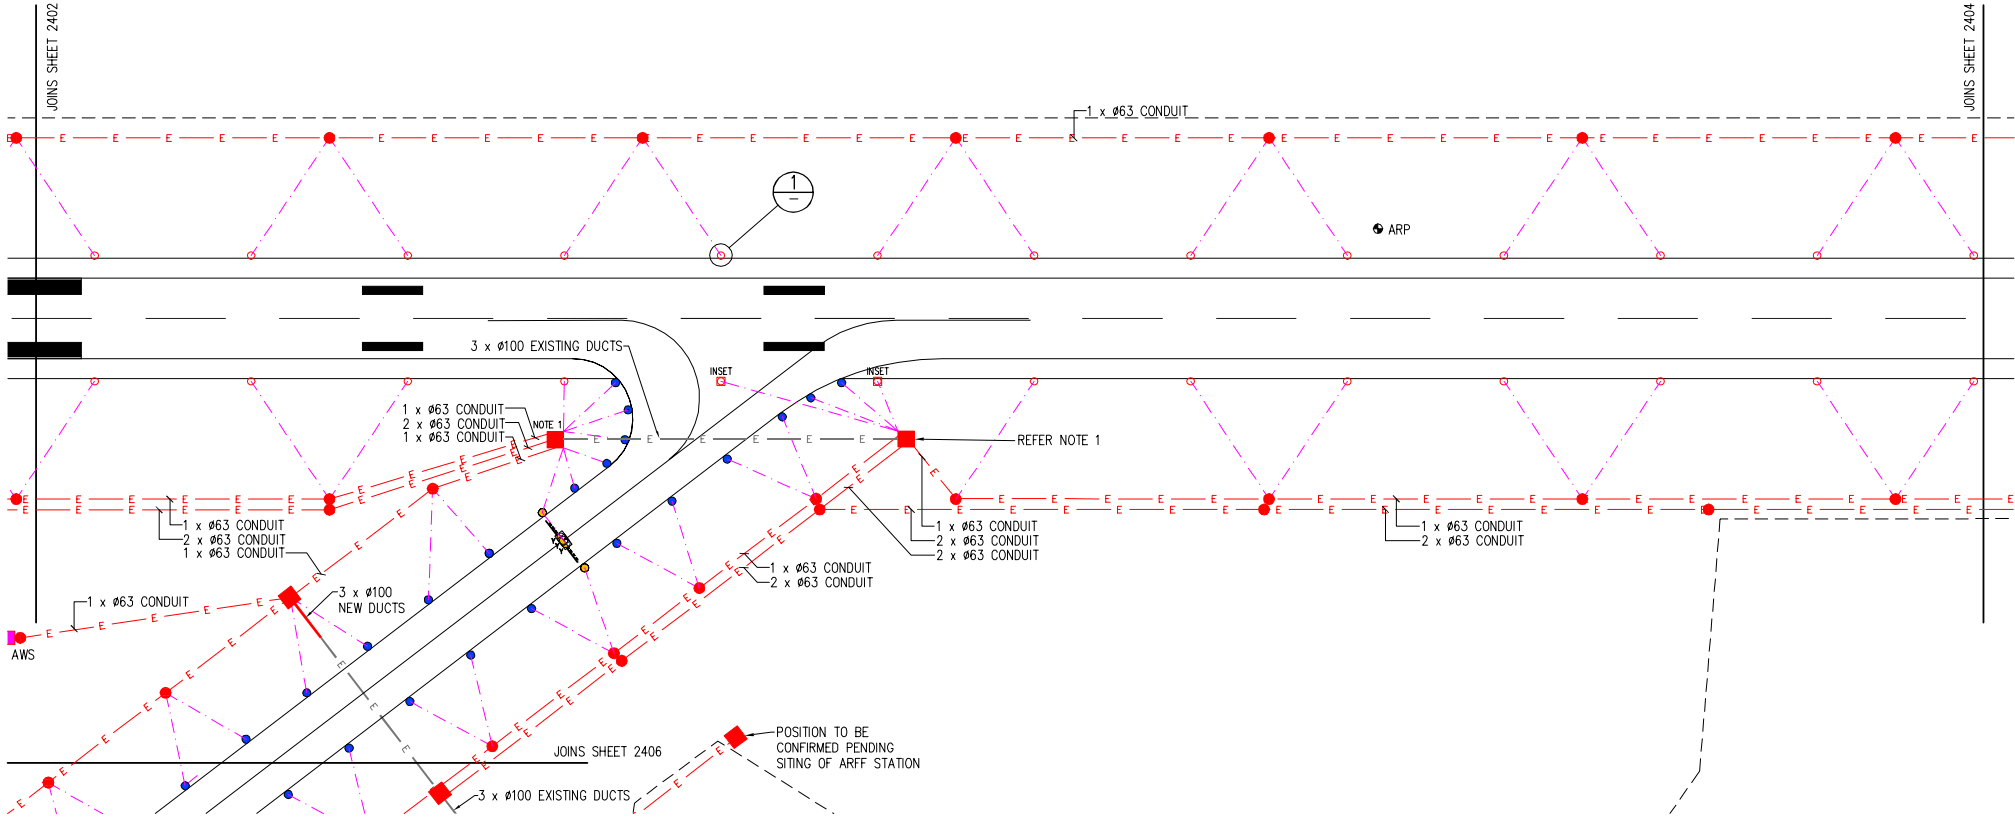 JOINS SHEET 2402
JOINS SHEET 2404
1 x Ø63 CONDUIT
1
ARP
3 x Ø100 EXISTING DUCTS
INSET
INSET
1 x Ø63 CONDUIT
2 x Ø63 CONDUIT
1 x Ø63 CONDUIT
NOTE 1
REFER NOTE 1
1 x Ø63 CONDUIT
2 x Ø63 CONDUIT
1 x Ø63 CONDUIT
1 x Ø63 CONDUIT
2 x Ø63 CONDUIT
2 x Ø63 CONDUIT
1 x Ø63 CONDUIT
2 x Ø63 CONDUIT
1 x Ø63 CONDUIT
2 x Ø63 CONDUIT
1 x Ø63 CONDUIT
3 x Ø100
NEW DUCTS
AWS
JOINS SHEET 2406
POSITION TO BE
CONFIRMED PENDING
SITING OF ARFF STATION
3 x Ø100 EXISTING DUCTS